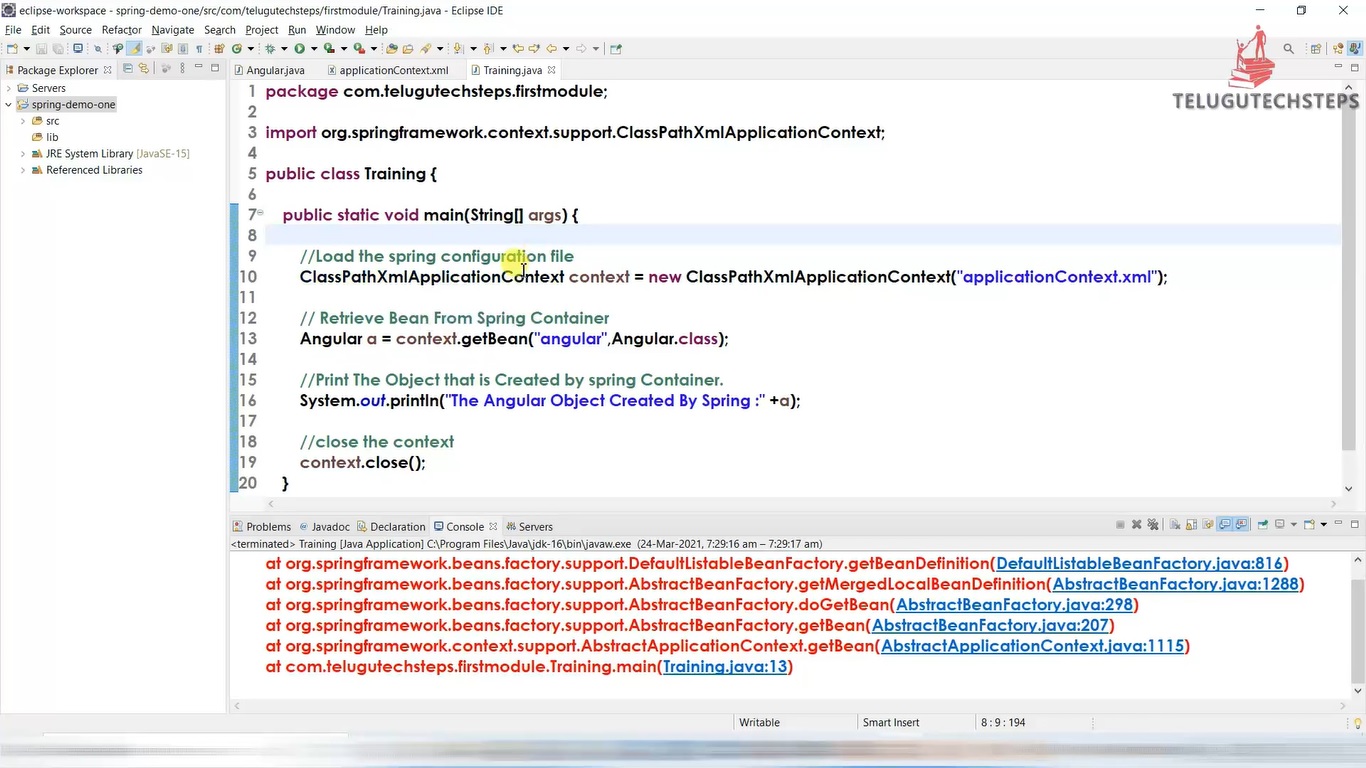 eclipse-workspace - spring-demo-one/src/com/telugutechsteps/firstmodule/Training.java - Eclipse IDE
File Edit Source Refactor Navigate Search Project Run Window Help
TELUGUTECHSTEPS
Package Explorer
Angular.java applicationContext.xml Training.java
Servers
spring-demo-one
src
lib
JRE System Library [JavaSE-15]
Referenced Libraries
1 package com.telugutechsteps.firstmodule;
2
3 import org.springframework.context.support.ClassPathXmlApplicationContext;
4
5 public class Training {
6
7 public static void main(String[] args) {
8
9 //Load the spring configuration file
10 ClassPathXmlApplicationContext context = new ClassPathXmlApplicationContext("applicationContext.xml");
11
12 // Retrieve Bean From Spring Container
13 Angular a = context.getBean("angular",Angular.class);
14
15 //Print The Object that is Created by spring Container.
16 System.out.println("The Angular Object Created By Spring :" +a);
17
18 //close the context
19 context.close();
20 }
Problems Javadoc Declaration Console Servers
<terminated> Training [Java Application] C:\Program Files\Java\jdk-16\bin\javaw.exe (24-Mar-2021, 7:29:16 am – 7:29:17 am)
at org.springframework.beans.factory.support.DefaultListableBeanFactory.getBeanDefinition(DefaultListableBeanFactory.java:816)
at org.springframework.beans.factory.support.AbstractBeanFactory.getMergedLocalBeanDefinition(AbstractBeanFactory.java:1288)
at org.springframework.beans.factory.support.AbstractBeanFactory.doGetBean(AbstractBeanFactory.java:298)
at org.springframework.beans.factory.support.AbstractBeanFactory.getBean(AbstractBeanFactory.java:207)
at org.springframework.context.support.AbstractApplicationContext.getBean(AbstractApplicationContext.java:1115)
at com.telugutechsteps.firstmodule.Training.main(Training.java:13)
Writable Smart Insert 8 : 9 : 194